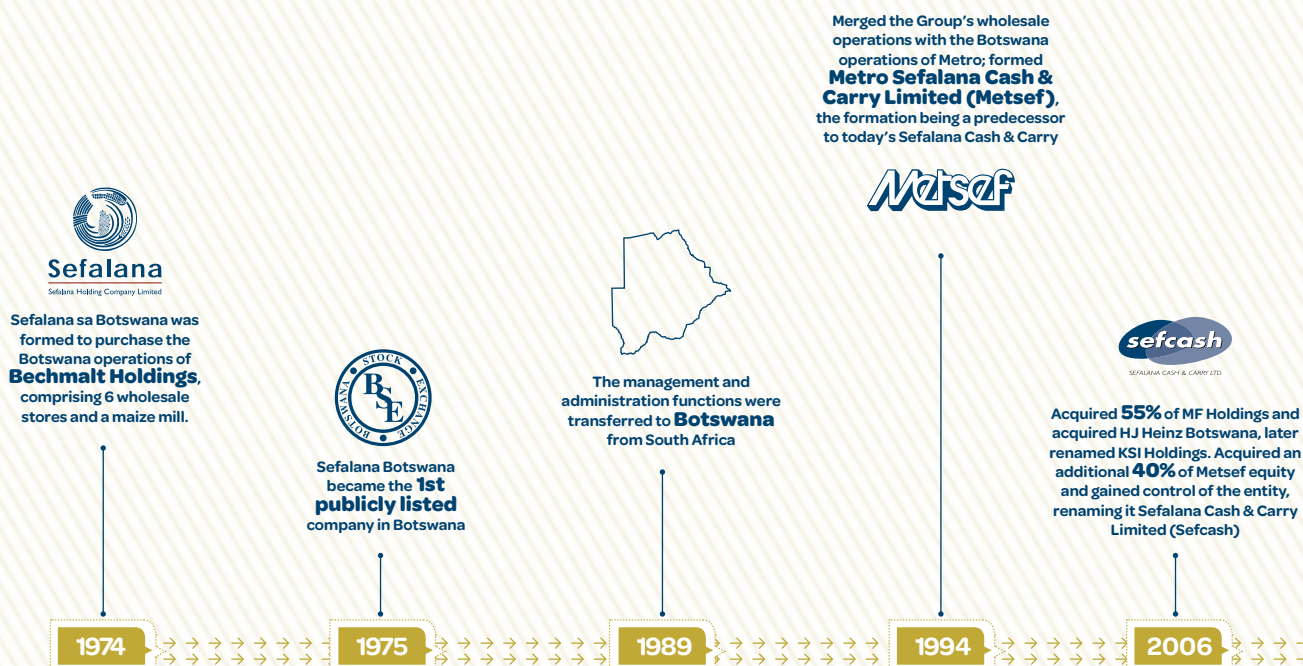 Sefalana
Sefalana Holding Company Limited
Sefalana sa Botswana was
formed to purchase the
Botswana operations of
Bechmalt Holdings,
comprising 6 wholesale
stores and a maize mill.
1974
BOTSWANA STOCK EXCHANGE
BSE
Sefalana Botswana
became the 1st
publicly listed
company in Botswana
1975
The management and
administration functions were
transferred to Botswana
from South Africa
1989
Merged the Group’s wholesale
operations with the Botswana
operations of Metro; formed
Metro Sefalana Cash &
Carry Limited (Metsef),
the formation being a predecessor
to today’s Sefalana Cash & Carry
Metsef
1994
sefcash
SEFALANA CASH & CARRY LTD
Acquired 55% of MF Holdings and
acquired HJ Heinz Botswana, later
renamed KSI Holdings. Acquired an
additional 40% of Metsef equity
and gained control of the entity,
renaming it Sefalana Cash & Carry
Limited (Sefcash)
2006